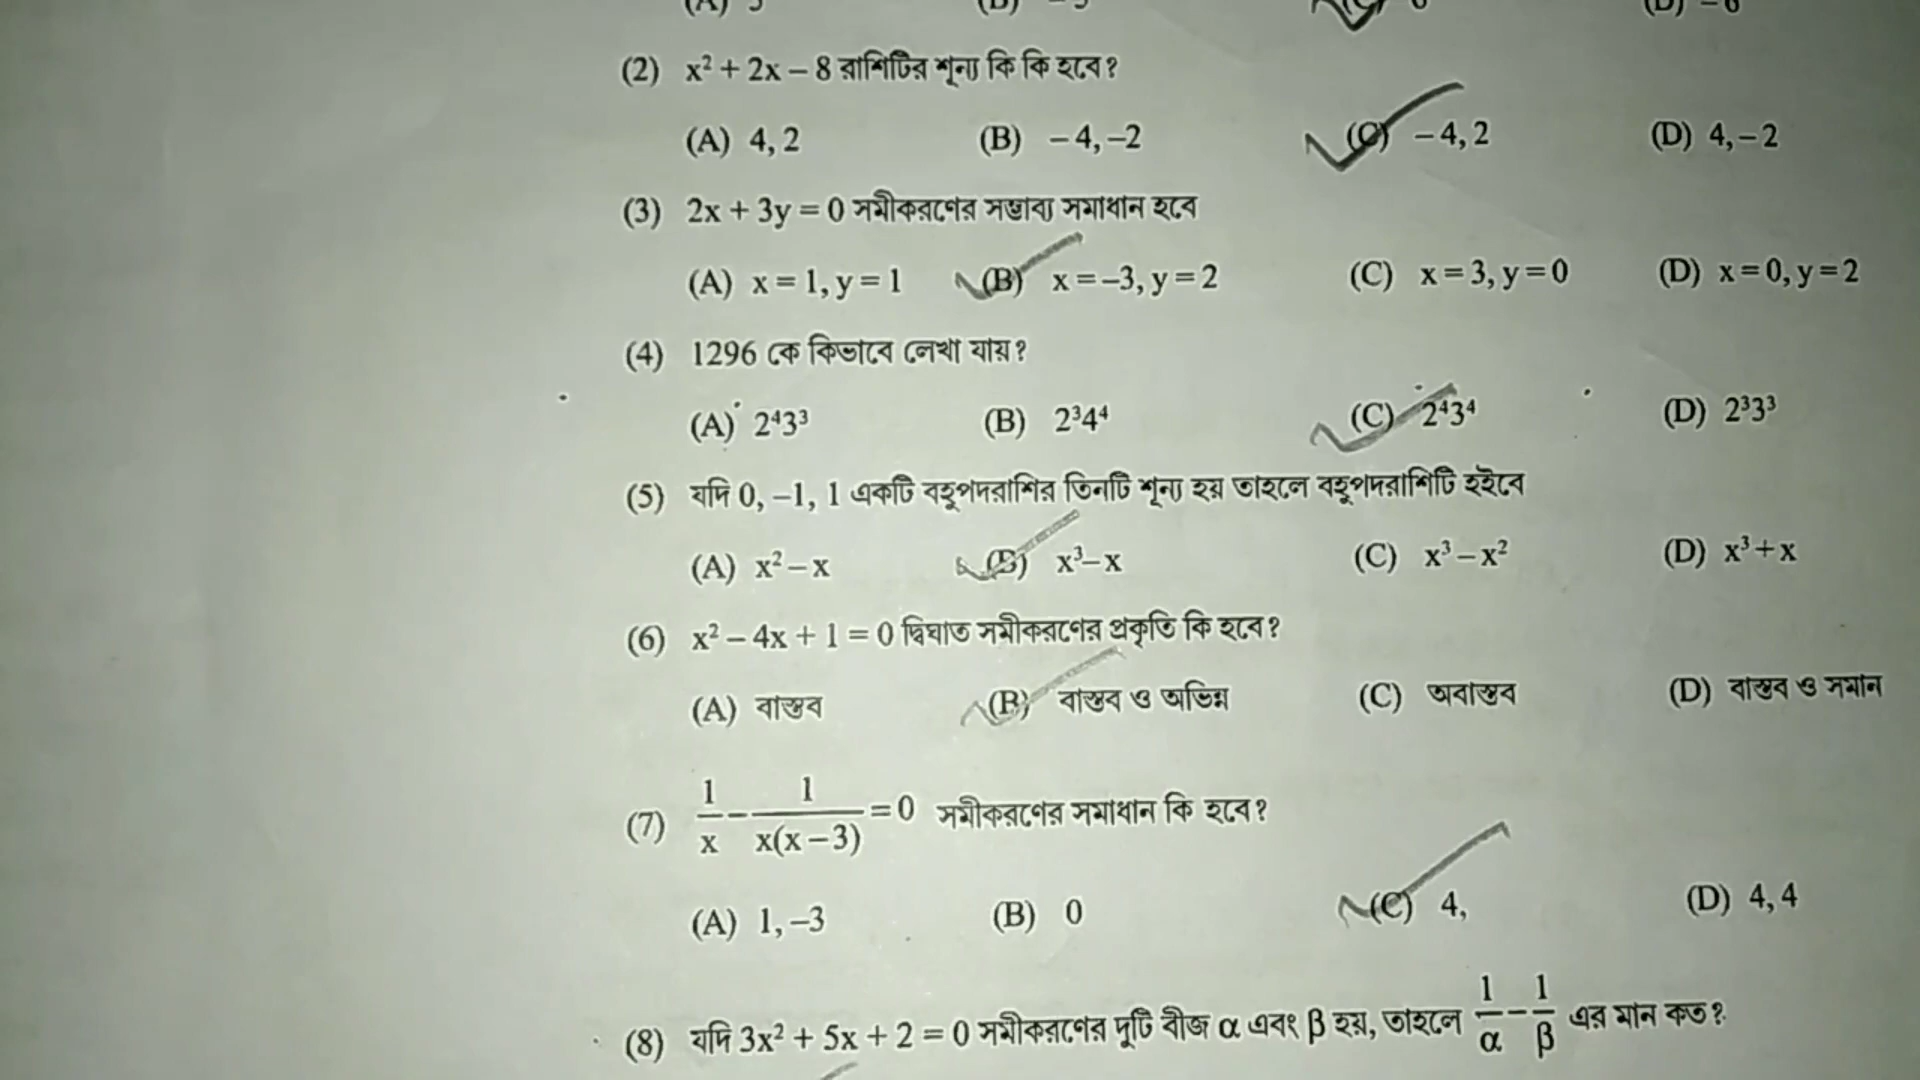 (2) x² + 2x – 8 রাশিটির শূন্য কি কি হবে?
(A) 4, 2 (B) – 4, –2 (C) – 4, 2 (D) 4, – 2
(3) 2x + 3y = 0 সমীকরণের সম্ভাব্য সমাধান হবে
(A) x = 1, y = 1 (B) x = –3, y = 2 (C) x = 3, y = 0 (D) x = 0, y = 2
(4) 1296 কে কিভাবে লেখা যায়?
(A) 2⁴3³ (B) 2³4⁴ (C) 2⁴3⁴ (D) 2³3³
(5) যদি 0, –1, 1 একটি বহুপদরাশির তিনটি শূন্য হয় তাহলে বহুপদরাশিটি হইবে
(A) x² – x (B) x³– x (C) x³ – x² (D) x³ + x
(6) x² – 4x + 1 = 0 দ্বিঘাত সমীকরণের প্রকৃতি কি হবে?
(A) বাস্তব (B) বাস্তব ও অভিন্ন (C) অবাস্তব (D) বাস্তব ও সমান
(7) 1/x – 1/x(x – 3) = 0 সমীকরণের সমাধান কি হবে?
(A) 1, –3 (B) 0 (C) 4, (D) 4, 4
(8) যদি 3x² + 5x + 2 = 0 সমীকরণের দুটি বীজ α এবং β হয়, তাহলে 1/α – 1/β এর মান কত?